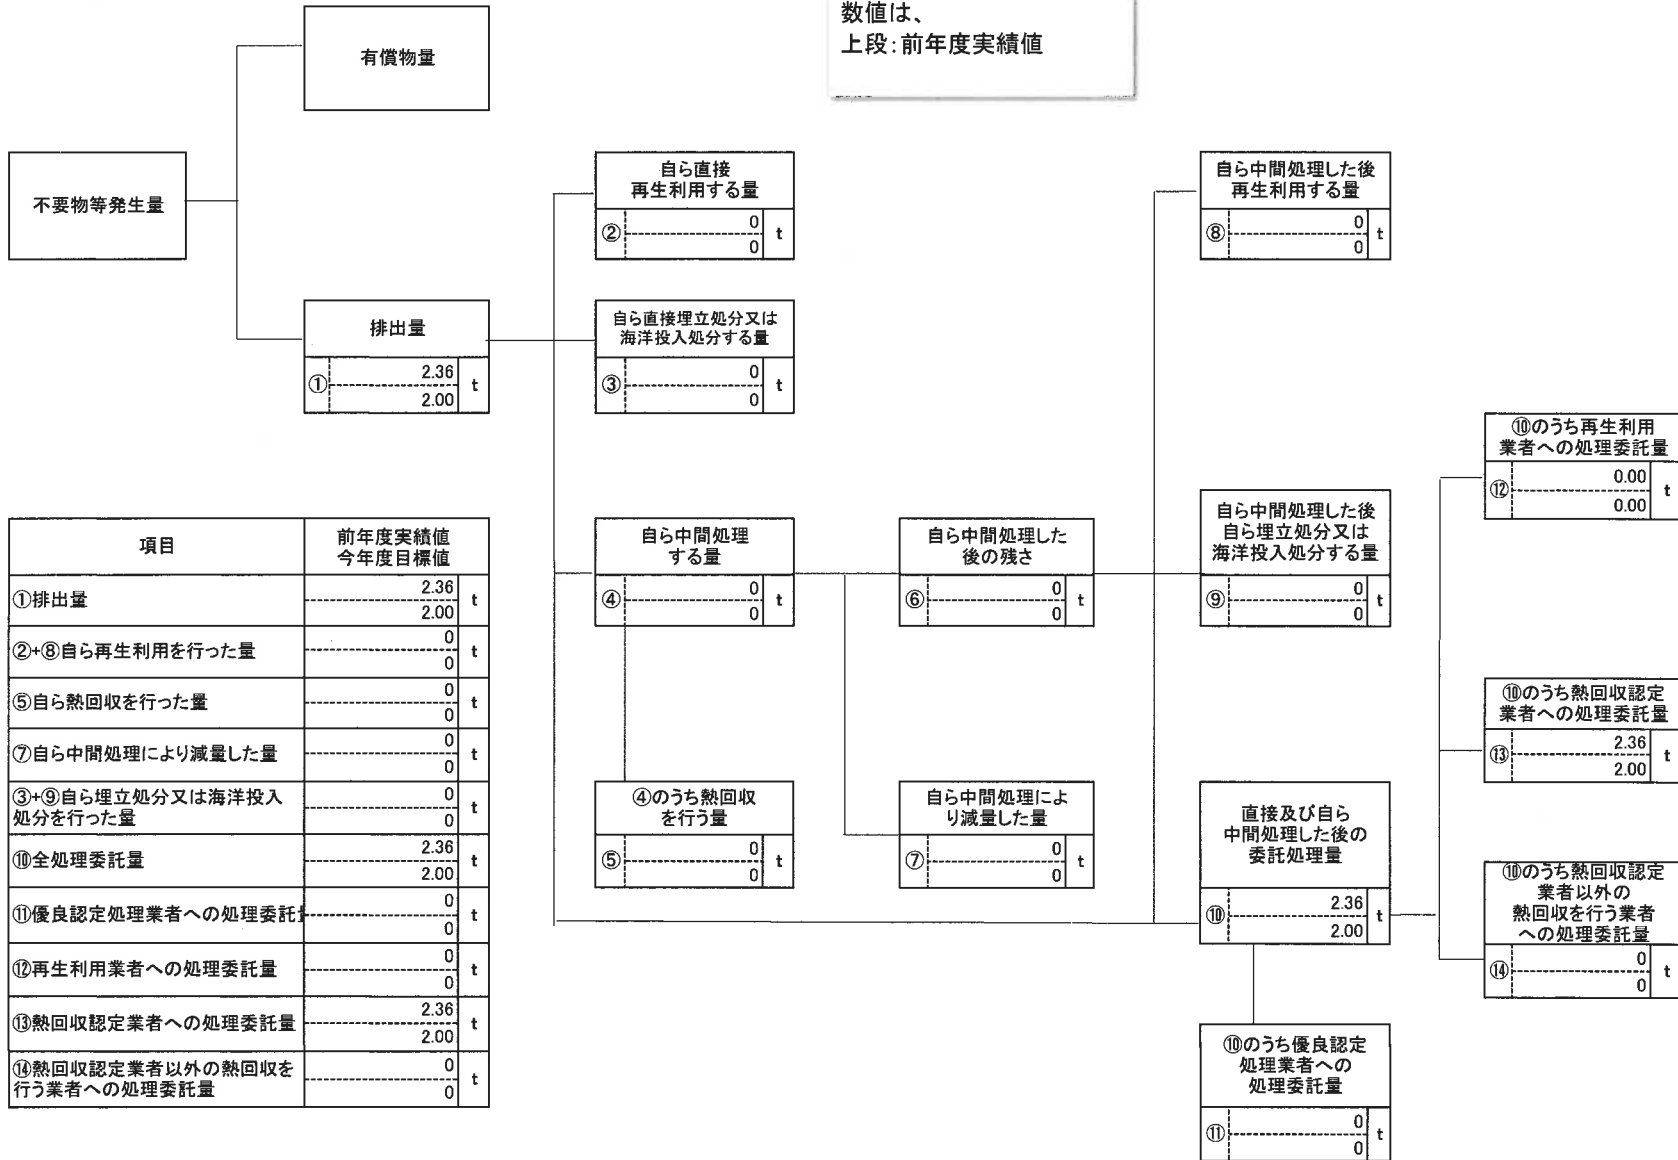 数値は、
上段：前年度実績値
有償物量
不要物等発生量
排出量
①
2.36
2.00
t
自ら直接
再生利用する量
②
0
0
t
自ら直接埋立処分又は
海洋投入処分する量
③
0
0
t
自ら中間処理
する量
④
0
0
t
④のうち熱回収
を行う量
⑤
0
0
t
自ら中間処理した
後の残さ
⑥
0
0
t
自ら中間処理によ
り減量した量
⑦
0
0
t
自ら中間処理した後
再生利用する量
⑧
0
0
t
自ら中間処理した後
自ら埋立処分又は
海洋投入処分する量
⑨
0
0
t
直接及び自ら
中間処理した後の
委託処理量
⑩
2.36
2.00
t
⑩のうち優良認定
処理業者への
処理委託量
⑪
0
0
t
⑩のうち再生利用
業者への処理委託量
⑫
0.00
0.00
t
⑩のうち熱回収認定
業者への処理委託量
⑬
2.36
2.00
t
⑩のうち熱回収認定
業者以外の
熱回収を行う業者
への処理委託量
⑭
0
0
t
項目
前年度実績値
今年度目標値
①排出量
2.36
2.00
t
②+⑧自ら再生利用を行った量
0
0
t
⑤自ら熱回収を行った量
0
0
t
⑦自ら中間処理により減量した量
0
0
t
③+⑨自ら埋立処分又は海洋投入
処分を行った量
0
0
t
⑩全処理委託量
2.36
2.00
t
⑪優良認定処理業者への処理委託
0
0
t
⑫再生利用業者への処理委託量
0
0
t
⑬熱回収認定業者への処理委託量
2.36
2.00
t
⑭熱回収認定業者以外の熱回収を
行う業者への処理委託量
0
0
t